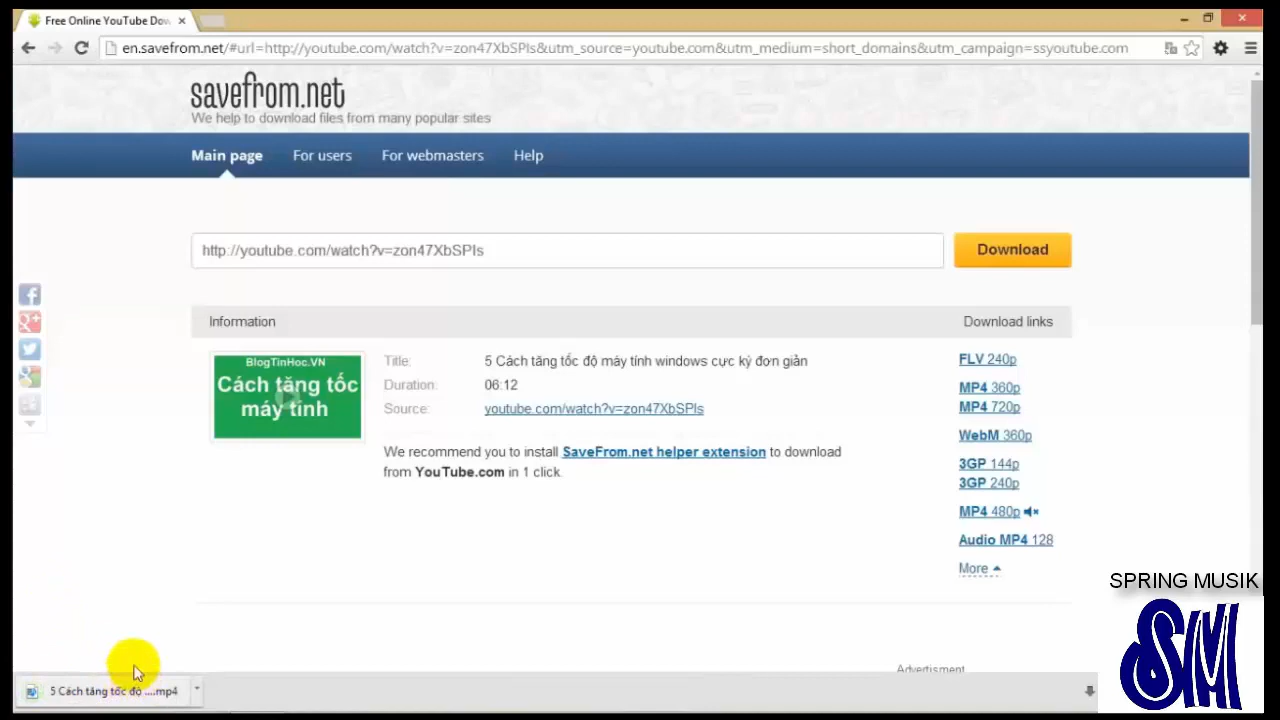 Free Online YouTube Dow
en.savefrom.net/#url=http://youtube.com/watch?v=zon47XbSPIs&utm_source=youtube.com&utm_medium=short_domains&utm_campaign=ssyoutube.com
savefrom.net
We help to download files from many popular sites
Main page For users For webmasters Help
http://youtube.com/watch?v=zon47XbSPIs Download
Information Download links
BlogTinHoc.VN
Cách tăng tốc
máy tính
Title: 5 Cách tăng tốc độ máy tính windows cực kỳ đơn giản
Duration: 06:12
Source: youtube.com/watch?v=zon47XbSPIs
We recommend you to install SaveFrom.net helper extension to download
from YouTube.com in 1 click.
FLV 240p
MP4 360p
MP4 720p
WebM 360p
3GP 144p
3GP 240p
MP4 480p
Audio MP4 128
More
Advertisment
5 Cách tăng tốc độ ....mp4
SPRING MUSIK
SM